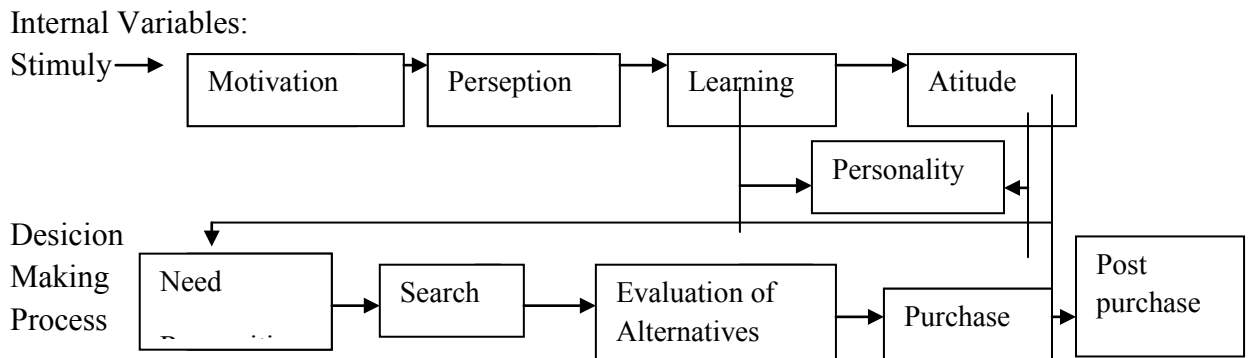 Internal Variables:
Stimuly
Motivation
Perseption
Learning
Atitude
Personality
Desicion
Making
Process
Need
Search
Evaluation of
Alternatives
Purchase
Post
purchase